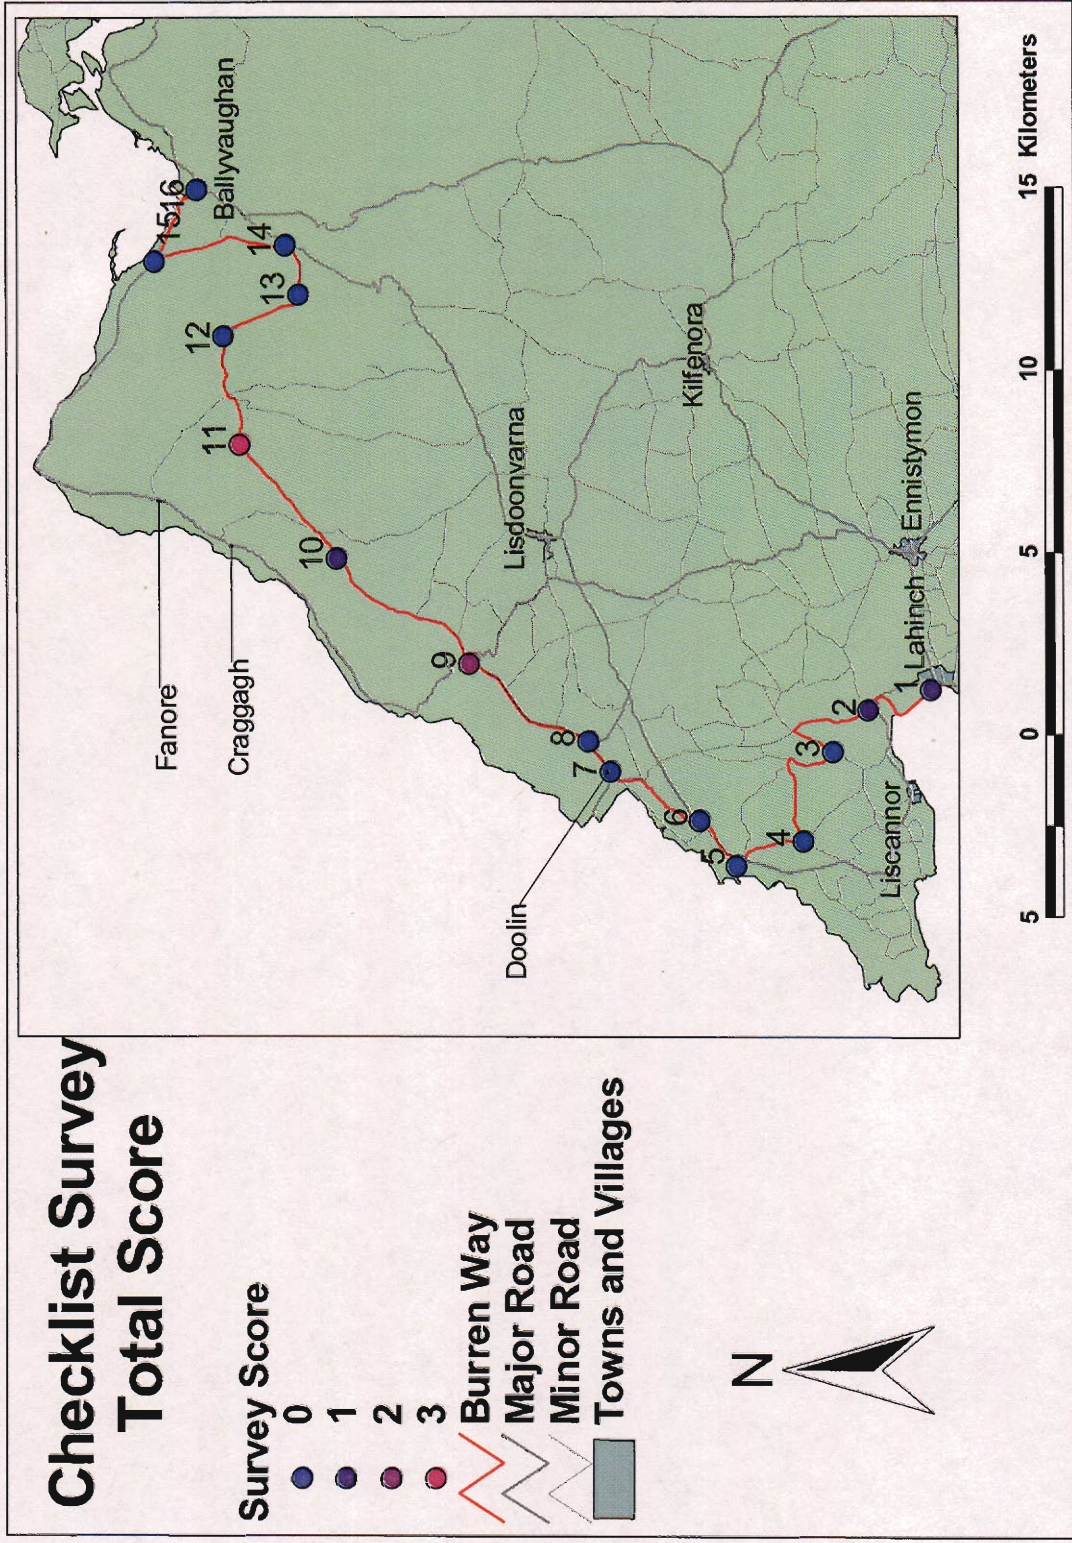 Checklist Survey
Total Score
Survey Score
0
1
2
3
Burren Way
Major Road
Minor Road
Towns and Villages
N
Fanore
Craggagh
Doolin
Ballyvaughan
Lisdoonvarna
Kilfenora
Ennistymon
Lahinch
Liscannor
1
2
3
4
5
6
7
8
9
10
11
12
13
14
15
16
5
0
5
10
15 Kilometers